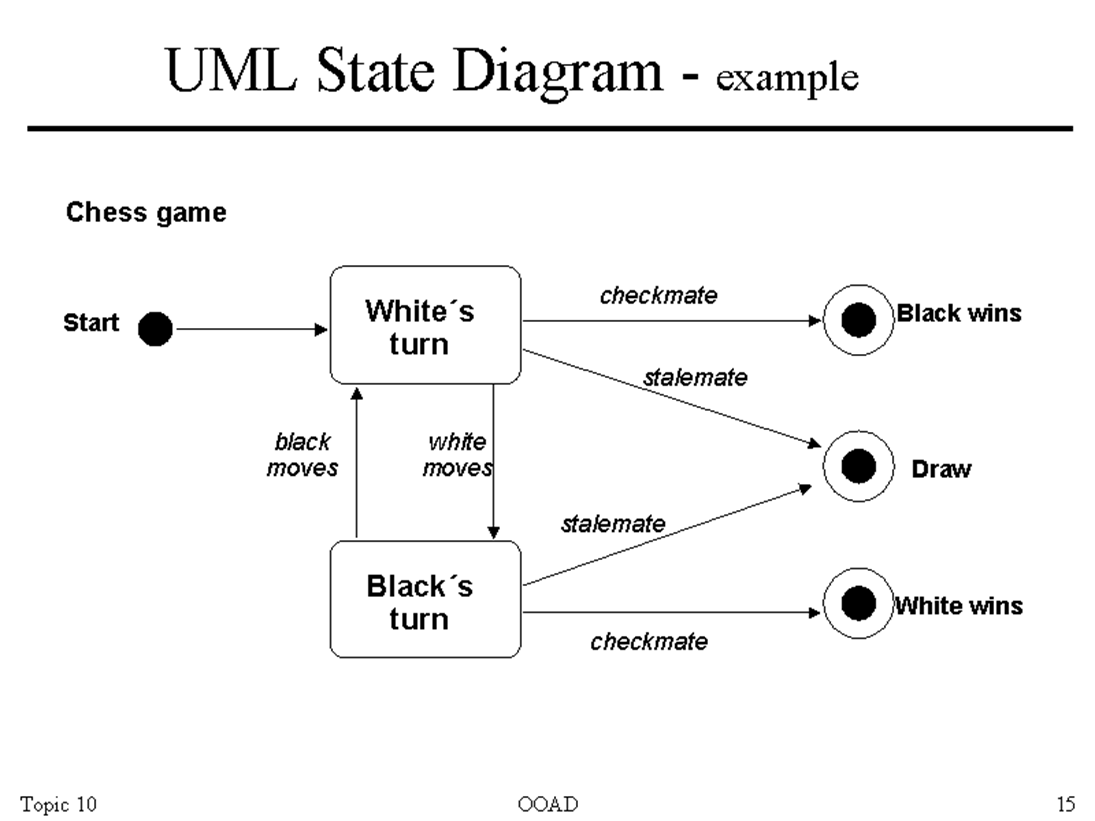 UML State Diagram - example
Chess game
Start
White´s
turn
checkmate
Black wins
stalemate
black
moves
white
moves
Draw
stalemate
Black´s
turn
White wins
checkmate
Topic 10
OOAD
15